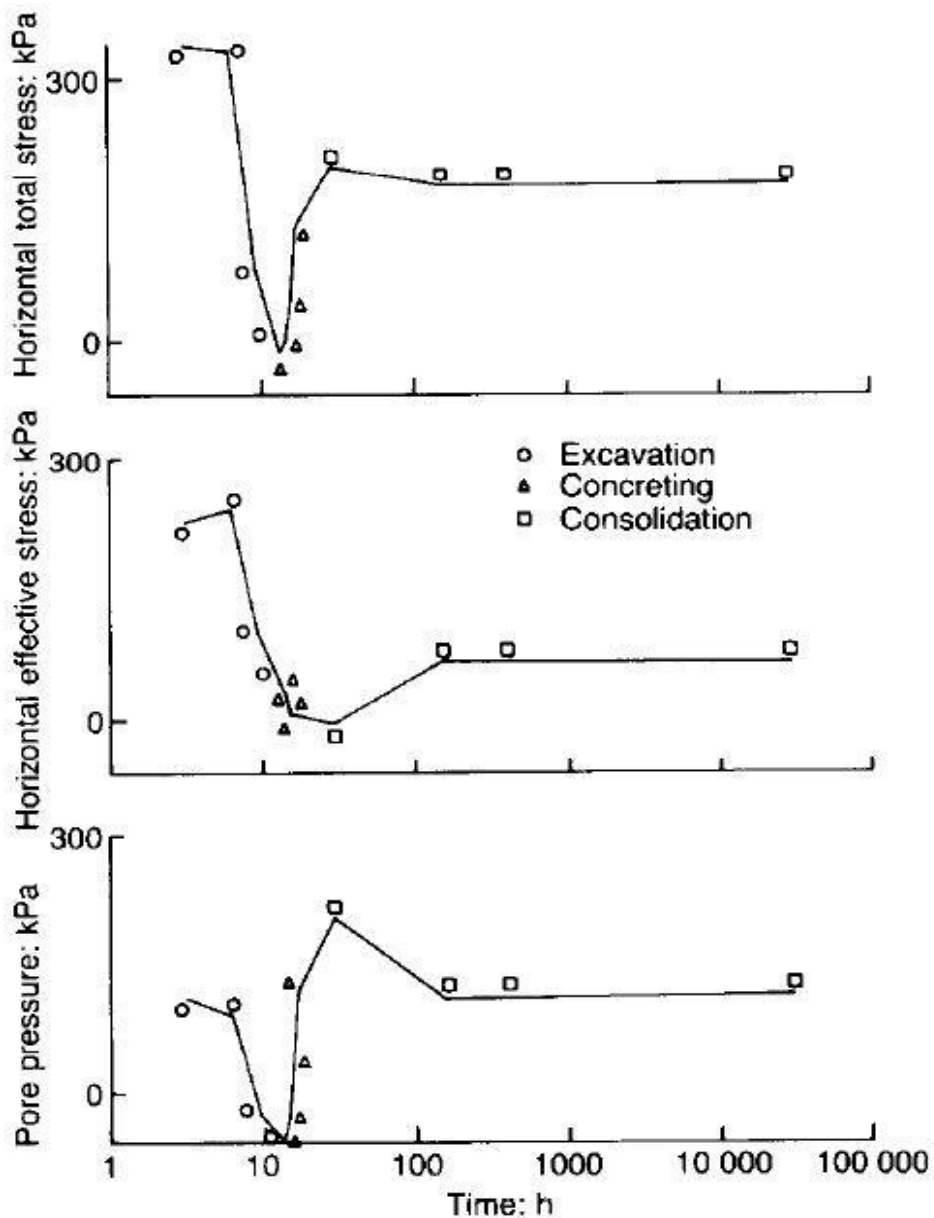 Horizontal total stress: kPa
300
0
Horizontal effective stress: kPa
300
0
Excavation
Concreting
Consolidation
Pore pressure: kPa
300
0
1 10 100 1000 10 000 100 000
Time: h